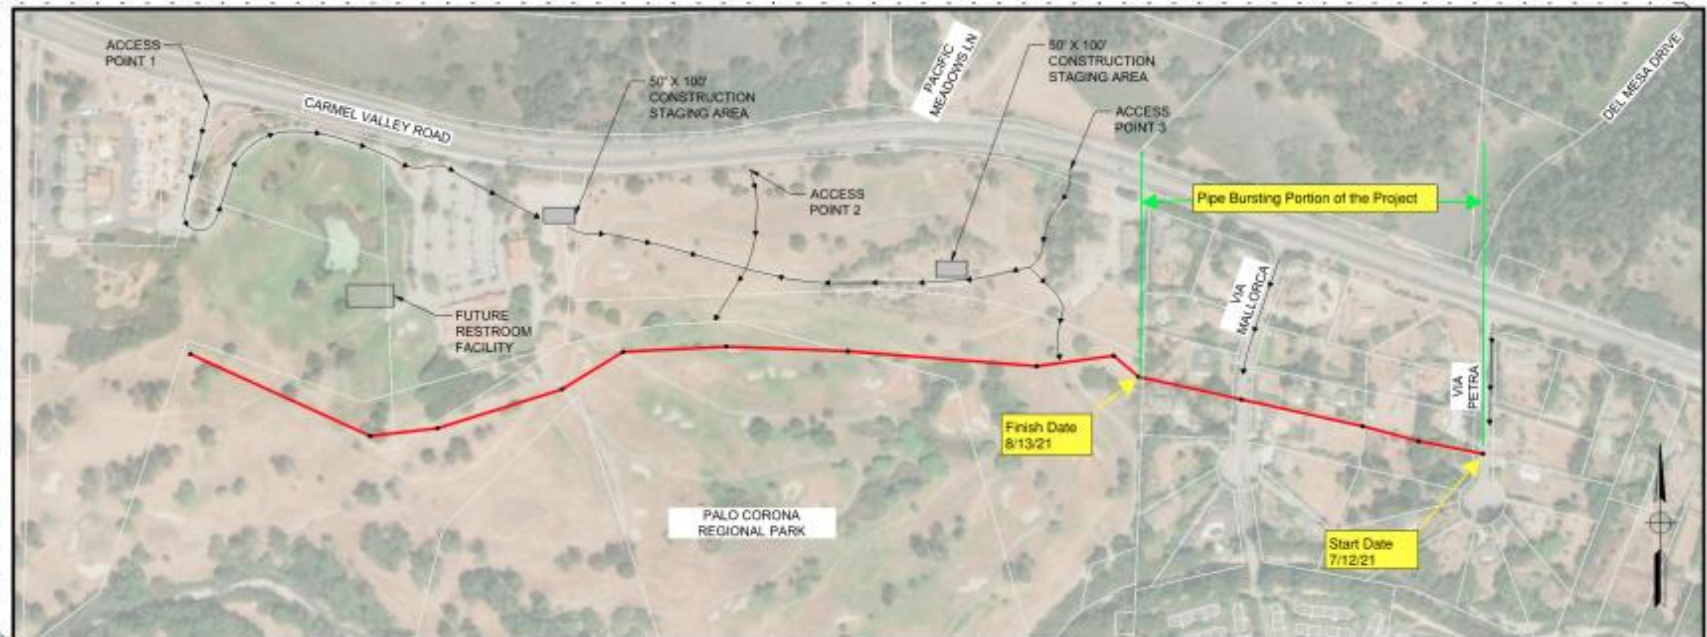 ACCESS
POINT 1
CARMEL VALLEY ROAD
50' X 100'
CONSTRUCTION
STAGING AREA
PACIFIC
MEADOWS LN
50' X 100'
CONSTRUCTION
STAGING AREA
ACCESS
POINT 3
DEL MESA DRIVE
ACCESS
POINT 2
Pipe Bursting Portion of the Project
FUTURE
RESTROOM
FACILITY
VIA
MALLORCA
VIA
PETRA
Finish Date
8/13/21
PALO CORONA
REGIONAL PARK
Start Date
7/12/21